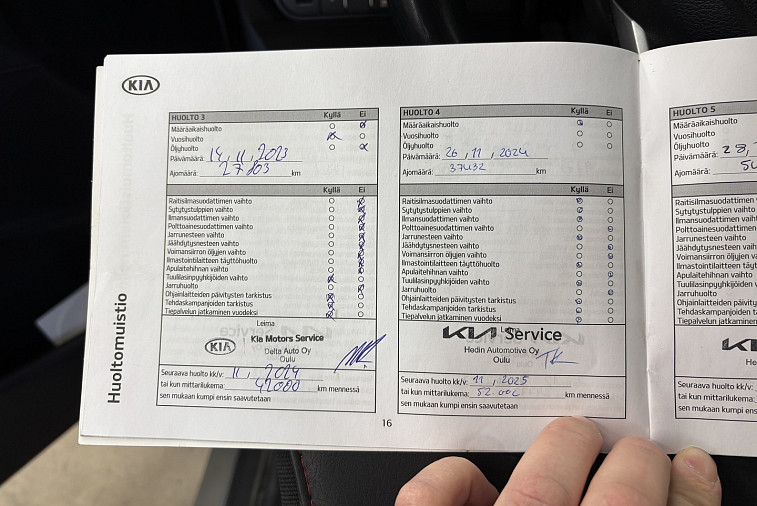 KIA
HUOLTO 3 Kyllä Ei
Määräaikaishuolto
Vuosihuolto
Öljyhuolto
Päivämäärä: 14, 11, 2023
Ajomäärä: 27803 km
Kyllä Ei
Raitisilmasuodattimen vaihto
Sytytystulppien vaihto
Ilmansuodattimen vaihto
Polttoainesuodattimen vaihto
Jarrunesteen vaihto
Jäähdytysnesteen vaihto
Voimansiirron öljyjen vaihto
Ilmastointilaitteen täyttöhuolto
Apulaitehihnan vaihto
Tuulilasinpyyhkijöiden vaihto
Jarruhuolto
Ohjainlaitteiden päivitysten tarkistus
Tehdaskampanjoiden tarkistus
Tiepalvelun jatkaminen vuodeksi
Leima
KIA Kia Motors Service
Delta Auto Oy
Oulu
Seuraava huolto kk/v: 11, 2024
tai kun mittarilukema: 42000 km mennessä
sen mukaan kumpi ensin saavutetaan
HUOLTO 4 Kyllä Ei
Määräaikaishuolto
Vuosihuolto
Öljyhuolto
Päivämäärä: 26, 11, 2024
Ajomäärä: 37432 km
Kyllä Ei
Raitisilmasuodattimen vaihto
Sytytystulppien vaihto
Ilmansuodattimen vaihto
Polttoainesuodattimen vaihto
Jarrunesteen vaihto
Jäähdytysnesteen vaihto
Voimansiirron öljyjen vaihto
Ilmastointilaitteen täyttöhuolto
Apulaitehihnan vaihto
Tuulilasinpyyhkijöiden vaihto
Jarruhuolto
Ohjainlaitteiden päivitysten tarkistus
Tehdaskampanjoiden tarkistus
Tiepalvelun jatkaminen vuodeksi
KIA Service
Hedin Automotive Oy
Oulu
Seuraava huolto kk/v: 11, 2025
tai kun mittarilukema: km mennessä
sen mukaan kumpi ensin saavutetaan
Huoltomuistio
16
HUOLTO 5
Määräaikaishuolto
Vuosihuolto
Öljyhuolto
Päivämäärä: 28,
Ajomäärä:
Raitisilmasuodattimen
Sytytystulppien vaihto
Ilmansuodattimen vaihto
Polttoainesuodattimen
Jarrunesteen vaihto
Jäähdytysnesteen vaihto
Voimansiirron öljyjen
Ilmastointilaitteen
Apulaitehihnan vaihto
Tuulilasinpyyhkijöiden
Jarruhuolto
Ohjainlaitteiden päivity
Tehdaskampanjoiden
Tiepalvelun jatkaminen
Seuraava huolto kk/v:
tai kun mittarilukema:
sen mukaan kumpi ens